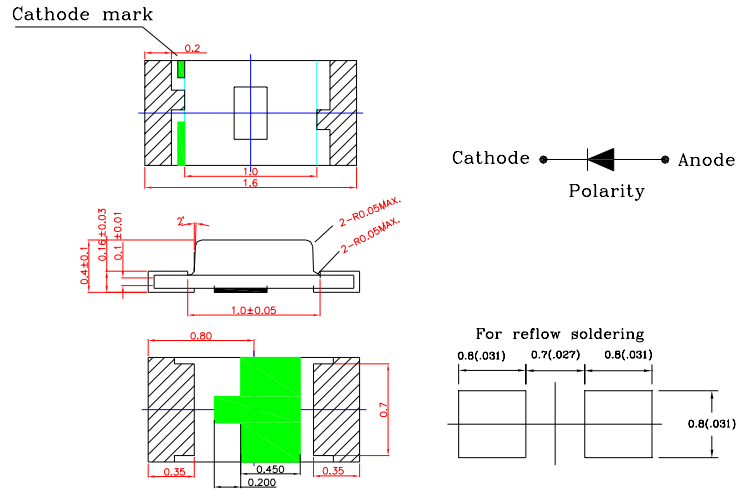 Cathode mark
0.2
1.0
1.6
Cathode
Anode
Polarity
2°
2-R0.05MAX.
2-R0.05MAX.
0.4±0.1
0.16±0.03
0.1 ±0.01
1.0±0.05
0.80
0.7
0.35
0.450
0.35
0.200
For reflow soldering
0.8(.031)
0.7(.027)
0.8(.031)
0.8(.031)